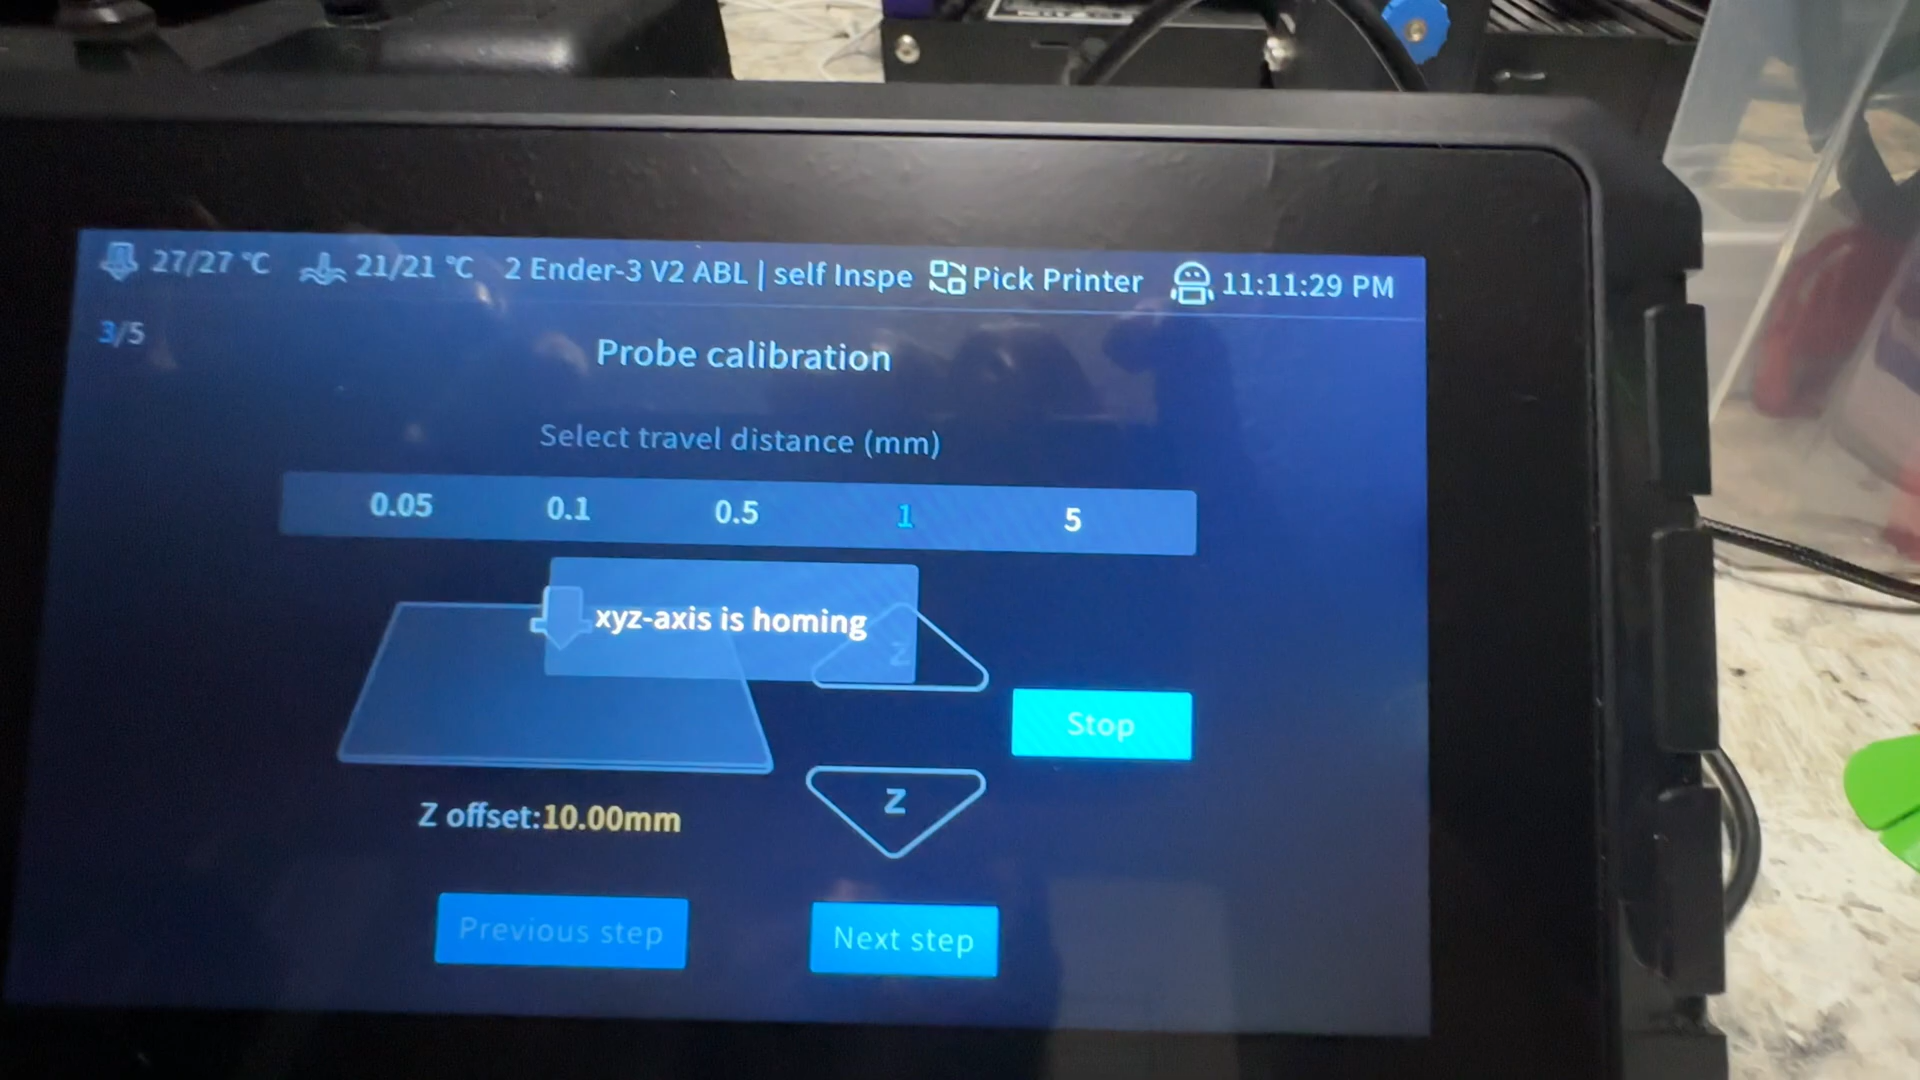 27/27 °C 21/21 °C 2 Ender-3 V2 ABL | self Inspe Pick Printer 11:11:29 PM
3/5
Probe calibration
Select travel distance (mm)
0.05 0.1 0.5 1 5
xyz-axis is homing
Z
Stop
Z
Z offset:10.00mm
Previous step Next step